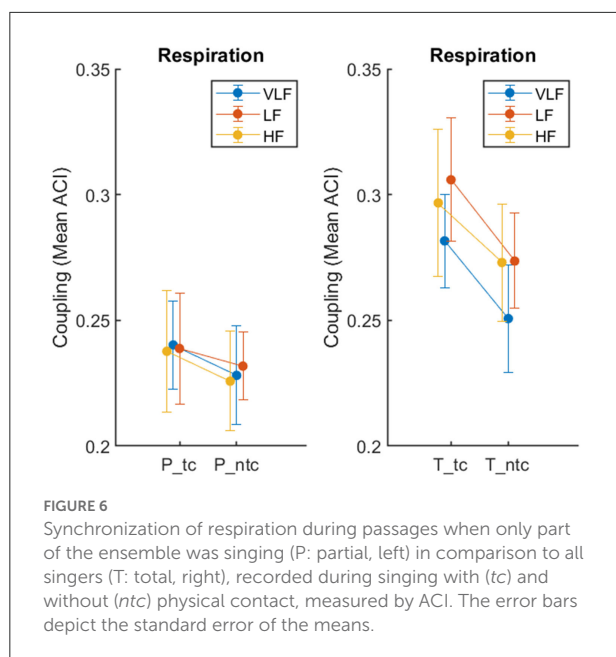 Respiration
0.35
0.3
0.25
0.2
Coupling (Mean ACI)
VLF
LF
HF
P_tc
P_ntc
Respiration
0.35
0.3
0.25
0.2
Coupling (Mean ACI)
VLF
LF
HF
T_tc
T_ntc
FIGURE 6
Synchronization of respiration during passages when only part
of the ensemble was singing (P: partial, left) in comparison to all
singers (T: total, right), recorded during singing with (tc) and
without (ntc) physical contact, measured by ACI. The error bars
depict the standard error of the means.